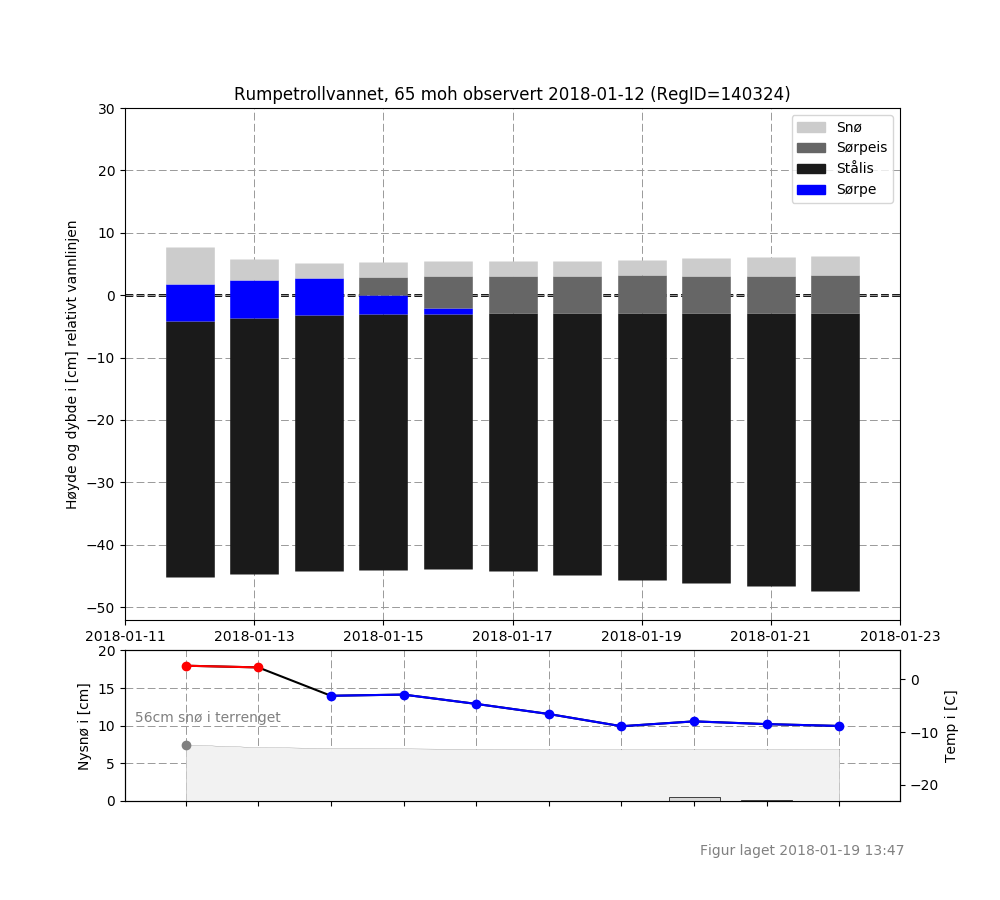 Rumpetrollvannet, 65 moh observert 2018-01-12 (RegID=140324)
Høyde og dybde i [cm] relativt vannlinjen
30
20
10
0
−10
−20
−30
−40
−50
Snø
Sørpeis
Stålis
Sørpe
2018-01-11 2018-01-13 2018-01-15 2018-01-17 2018-01-19 2018-01-21 2018-01-23
Nysnø i [cm]
20
15
10
5
0
56cm snø i terrenget
0
−10
−20
Temp i [C]
Figur laget 2018-01-19 13:47